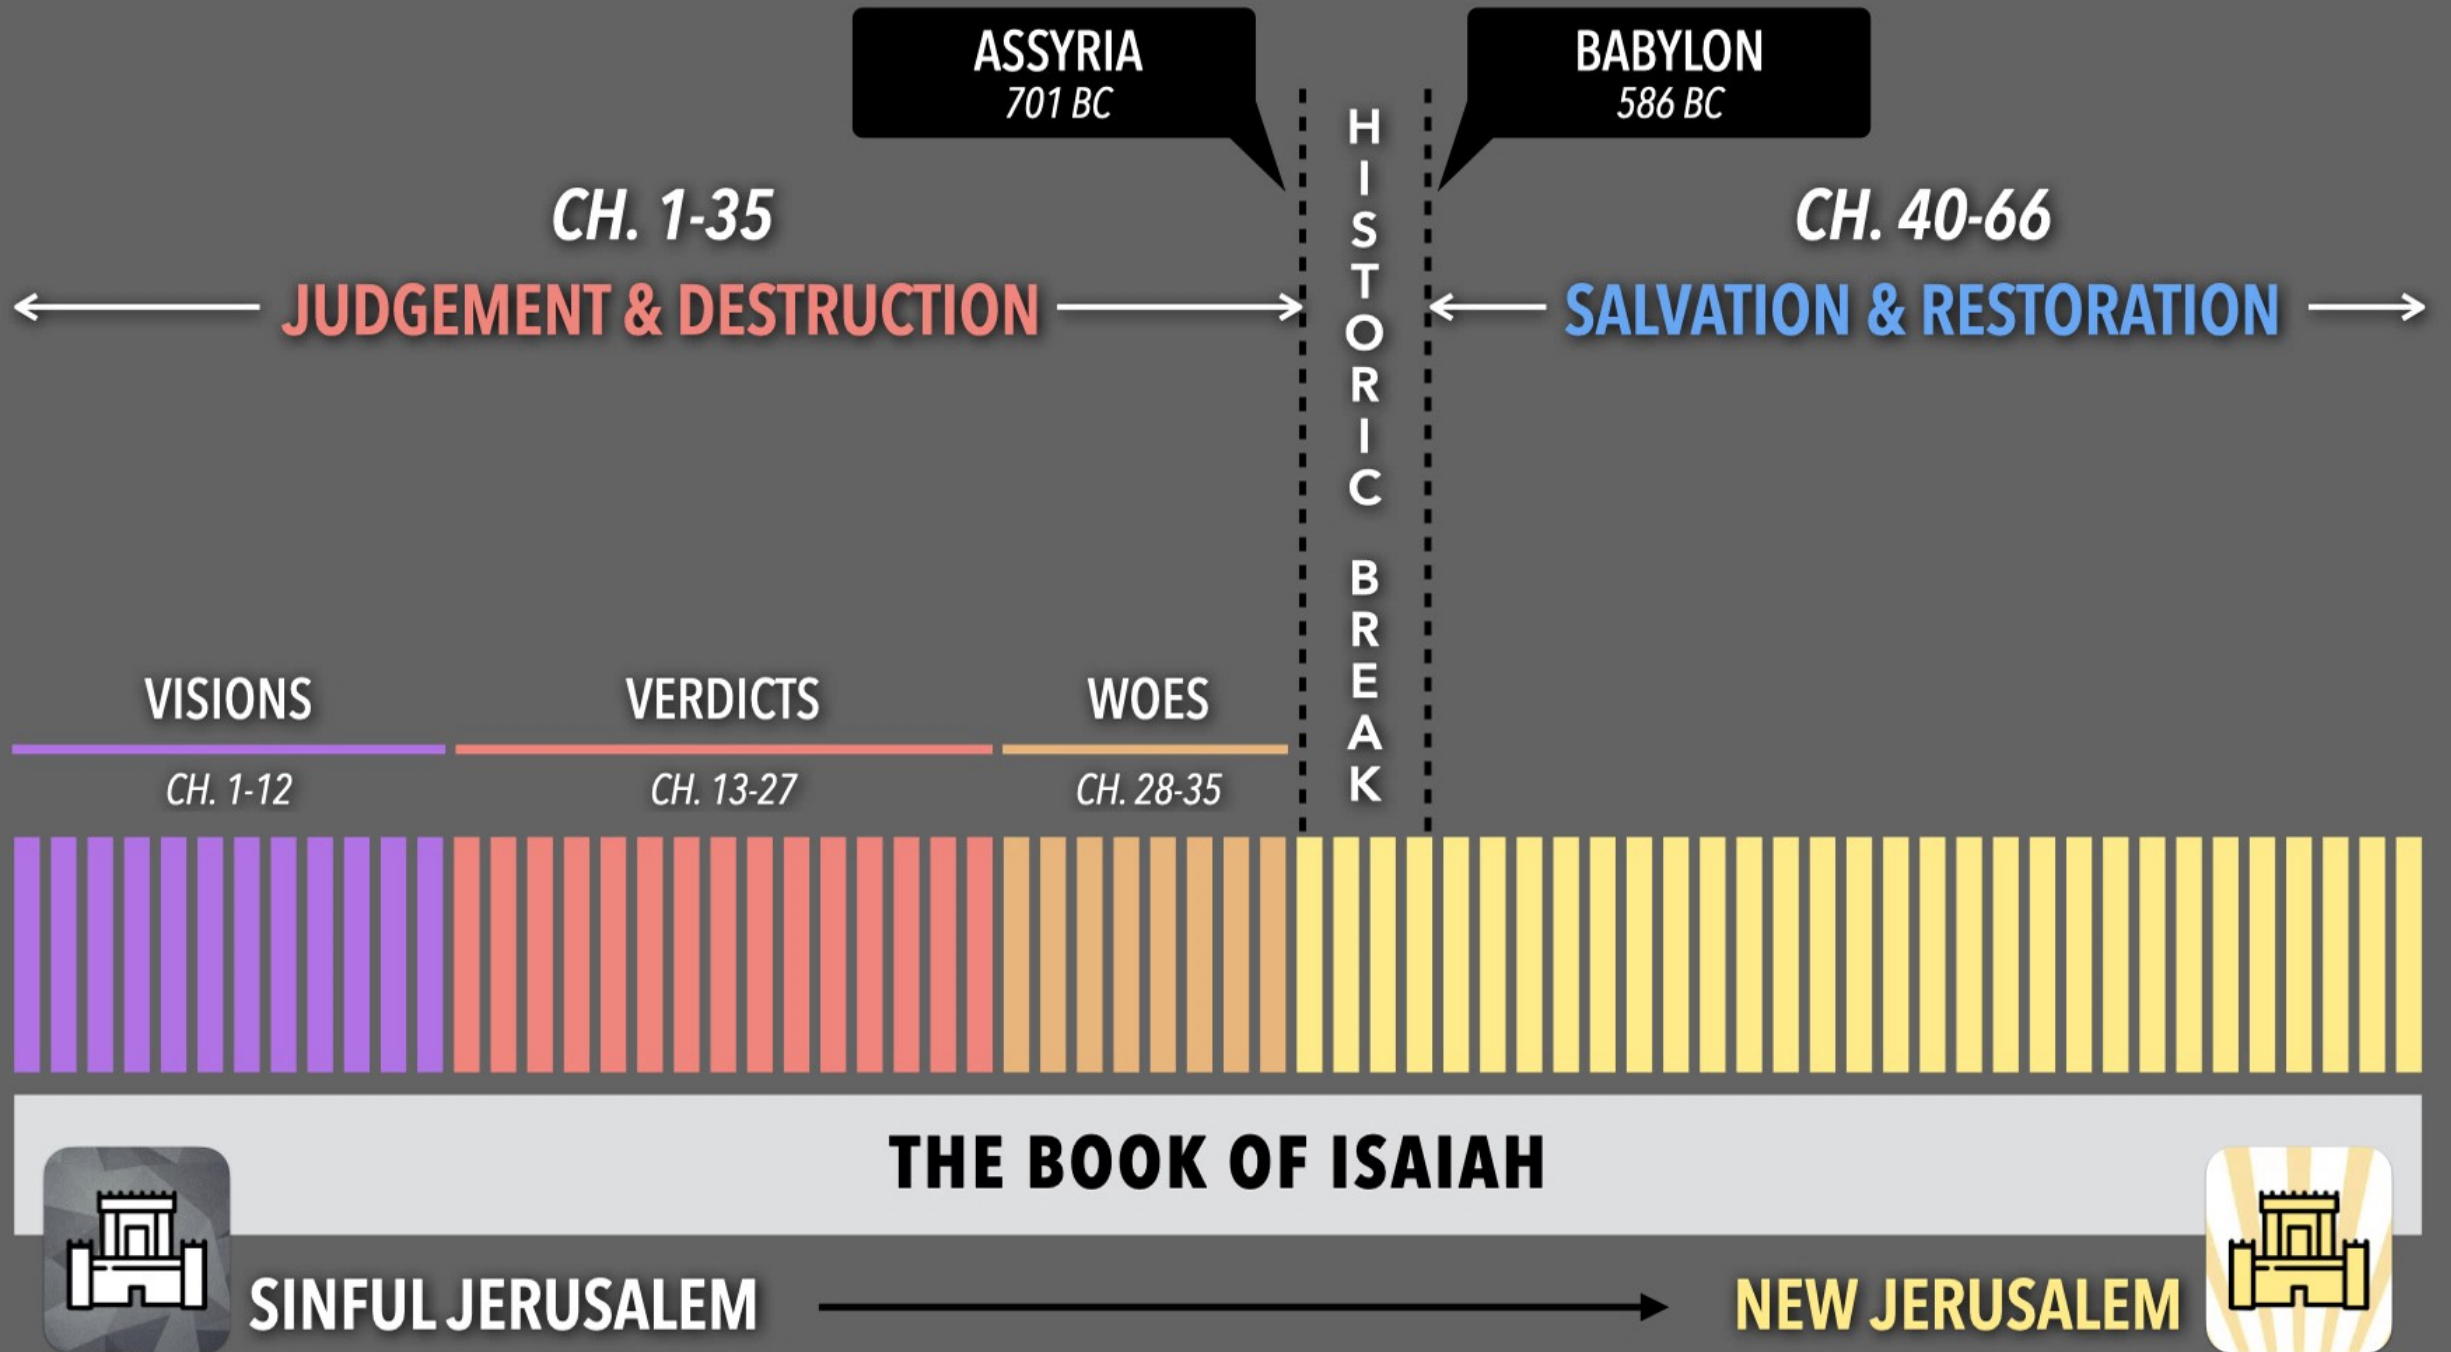 ASSYRIA
701 BC
BABYLON
586 BC
HISTORIC BREAK
CH. 1-35
JUDGEMENT & DESTRUCTION
CH. 40-66
SALVATION & RESTORATION
VISIONS
CH. 1-12
VERDICTS
CH. 13-27
WOES
CH. 28-35
THE BOOK OF ISAIAH
SINFUL JERUSALEM
NEW JERUSALEM